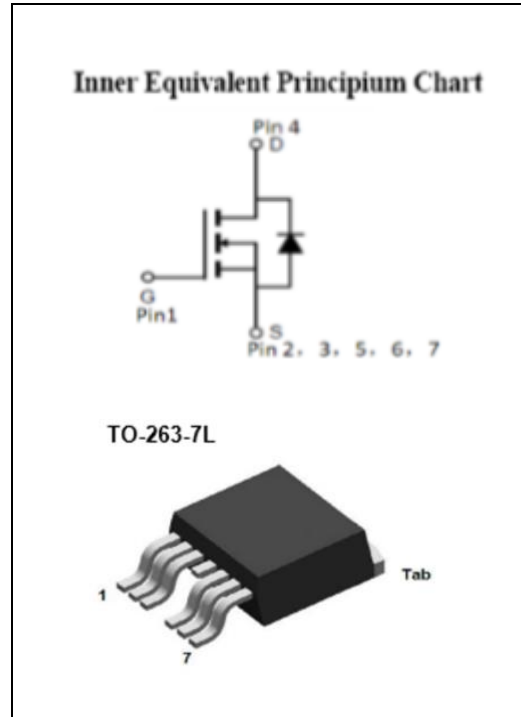 Inner Equivalent Principium Chart
Pin 4
D
G
Pin1
S
Pin 2, 3, 5, 6, 7
TO-263-7L
1
Tab
7